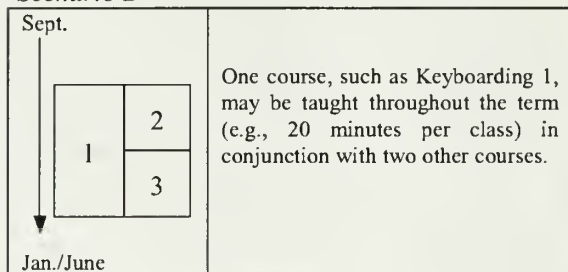 Sept.
1
2
3
Jan./June
One course, such as Keyboarding 1,
may be taught throughout the term
(e.g., 20 minutes per class) in
conjunction with two other courses.